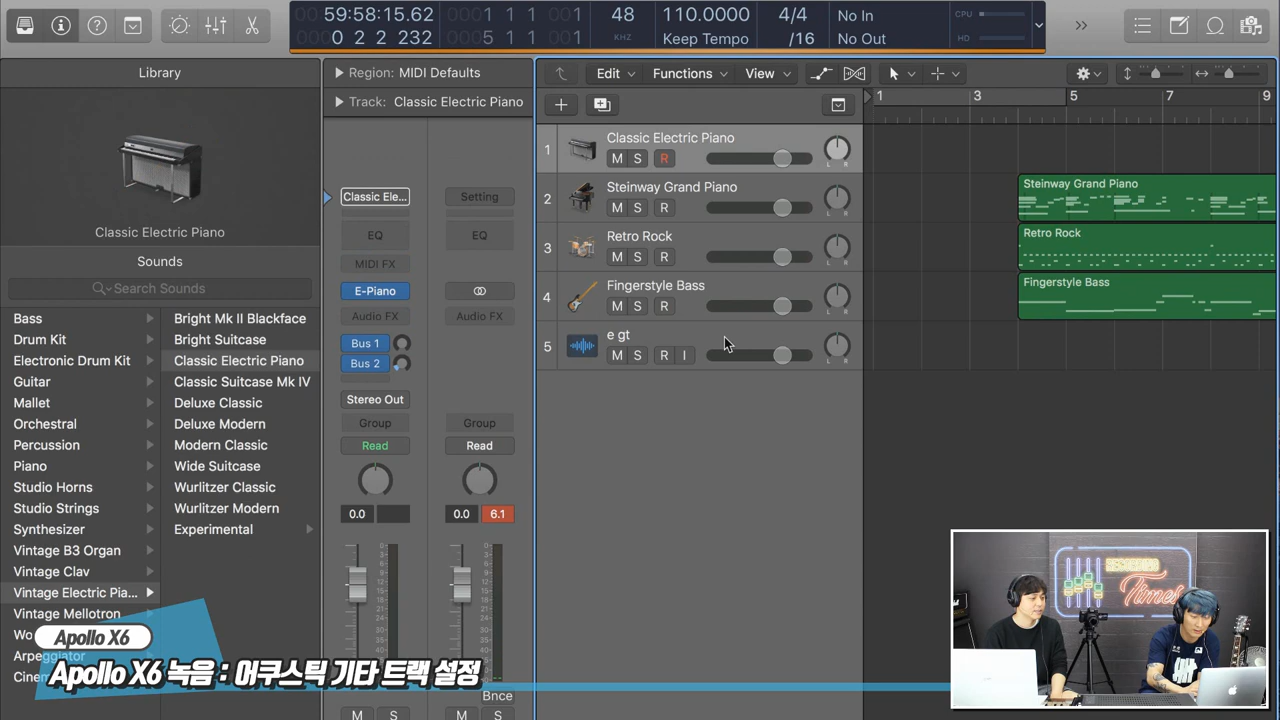 59:58:15.62
0 2 2 232
1 1 1 1
5 1 1 1
48
KHZ
110.0000
Keep Tempo
4/4
/16
No In
No Out
CPU
HD
Library
Region: MIDI Defaults
Track: Classic Electric Piano
Edit
Functions
View
1
3
5
7
9
Classic Electric Piano
Sounds
Search Sounds
Bass
Drum Kit
Electronic Drum Kit
Guitar
Mallet
Orchestral
Percussion
Piano
Studio Horns
Studio Strings
Synthesizer
Vintage B3 Organ
Vintage Clav
Vintage Electric Pia...
Vintage Mellotron
Wo
Arpeggiator
Cine
Bright Mk II Blackface
Bright Suitcase
Classic Electric Piano
Classic Suitcase Mk IV
Deluxe Classic
Deluxe Modern
Modern Classic
Wide Suitcase
Wurlitzer Classic
Wurlitzer Modern
Experimental
Classic Ele...
EQ
MIDI FX
E-Piano
Audio FX
Bus 1
Bus 2
Stereo Out
Group
Read
0.0
M S
Setting
EQ
Audio FX
Group
Read
0.0 6.1
Bnce
M S
1
Classic Electric Piano
M S R
L R
2
Steinway Grand Piano
M S R
L R
3
Retro Rock
M S R
L R
4
Fingerstyle Bass
M S R
L R
5
e gt
M S R I
L R
Steinway Grand Piano
Retro Rock
Fingerstyle Bass
RECORDING
Times
Apollo X6
Apollo X6 녹음 : 어쿠스틱 기타 트랙 설정